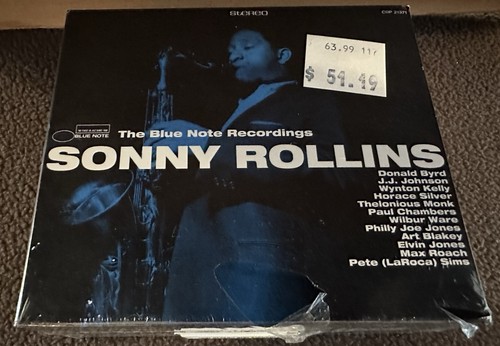 stereo
63.99 11/
$ 51.49
BLUE NOTE
The Blue Note Recordings
SONNY ROLLINS
Donald Byrd
J.J. Johnson
Wynton Kelly
Horace Silver
Thelonious Monk
Paul Chambers
Wilbur Ware
Philly Joe Jones
Art Blakey
Elvin Jones
Max Roach
Pete (LaRoca) Sims